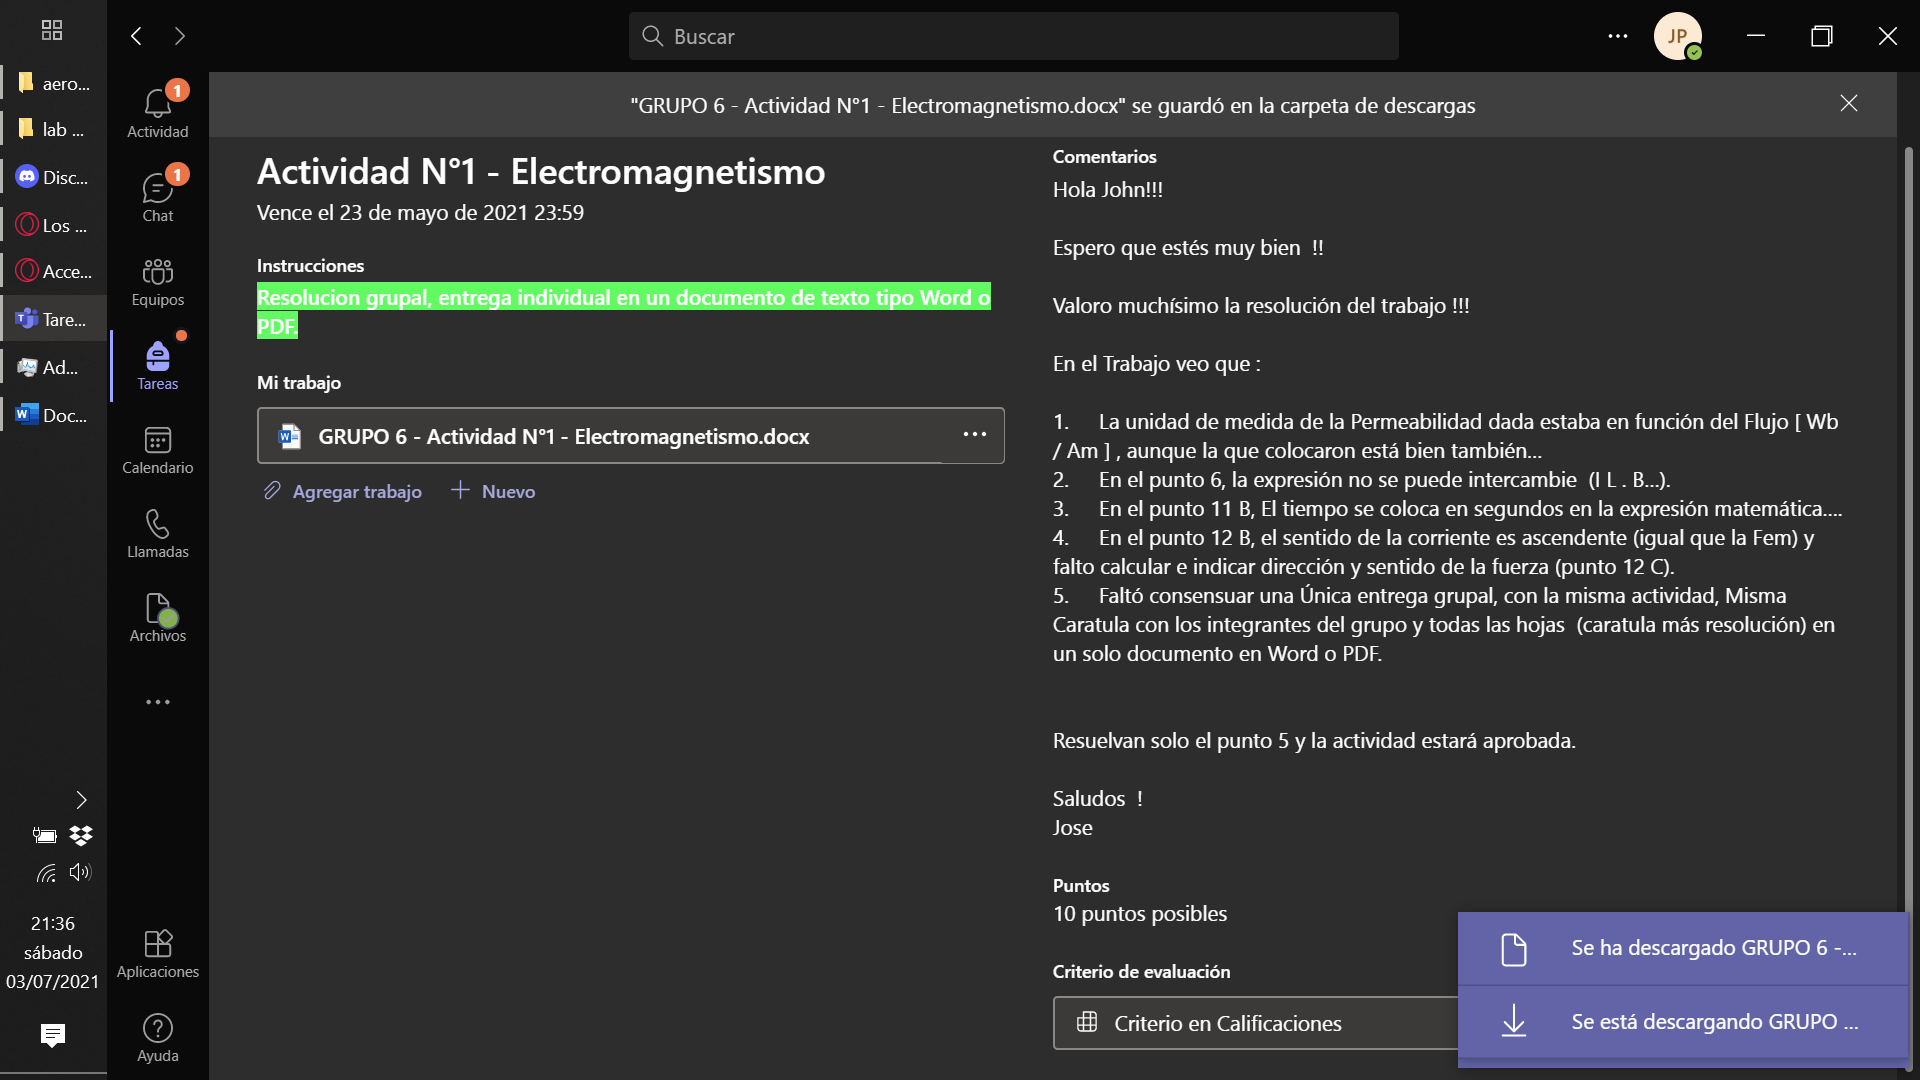 Buscar
JP
aero...
lab ...
Disc...
Los ...
Acce...
Tare...
Ad...
Doc...
21:36
sábado
03/07/2021
1
Actividad
1
Chat
Equipos
Tareas
Calendario
Llamadas
Archivos
Aplicaciones
Ayuda
"GRUPO 6 - Actividad N°1 - Electromagnetismo.docx" se guardó en la carpeta de descargas
Actividad N°1 - Electromagnetismo
Vence el 23 de mayo de 2021 23:59
Instrucciones
Resolucion grupal, entrega individual en un documento de texto tipo Word o
PDF.
Mi trabajo
GRUPO 6 - Actividad N°1 - Electromagnetismo.docx
Agregar trabajo
Nuevo
Comentarios
Hola John!!!
Espero que estés muy bien !!
Valoro muchísimo la resolución del trabajo !!!
En el Trabajo veo que :
1. La unidad de medida de la Permeabilidad dada estaba en función del Flujo [ Wb
/ Am ] , aunque la que colocaron está bien también...
2. En el punto 6, la expresión no se puede intercambie (I L . B...).
3. En el punto 11 B, El tiempo se coloca en segundos en la expresión matemática....
4. En el punto 12 B, el sentido de la corriente es ascendente (igual que la Fem) y
falto calcular e indicar dirección y sentido de la fuerza (punto 12 C).
5. Faltó consensuar una Única entrega grupal, con la misma actividad, Misma
Caratula con los integrantes del grupo y todas las hojas (caratula más resolución) en
un solo documento en Word o PDF.
Resuelvan solo el punto 5 y la actividad estará aprobada.
Saludos !
Jose
Puntos
10 puntos posibles
Criterio de evaluación
Criterio en Calificaciones
Se ha descargado GRUPO 6 -...
Se está descargando GRUPO ...